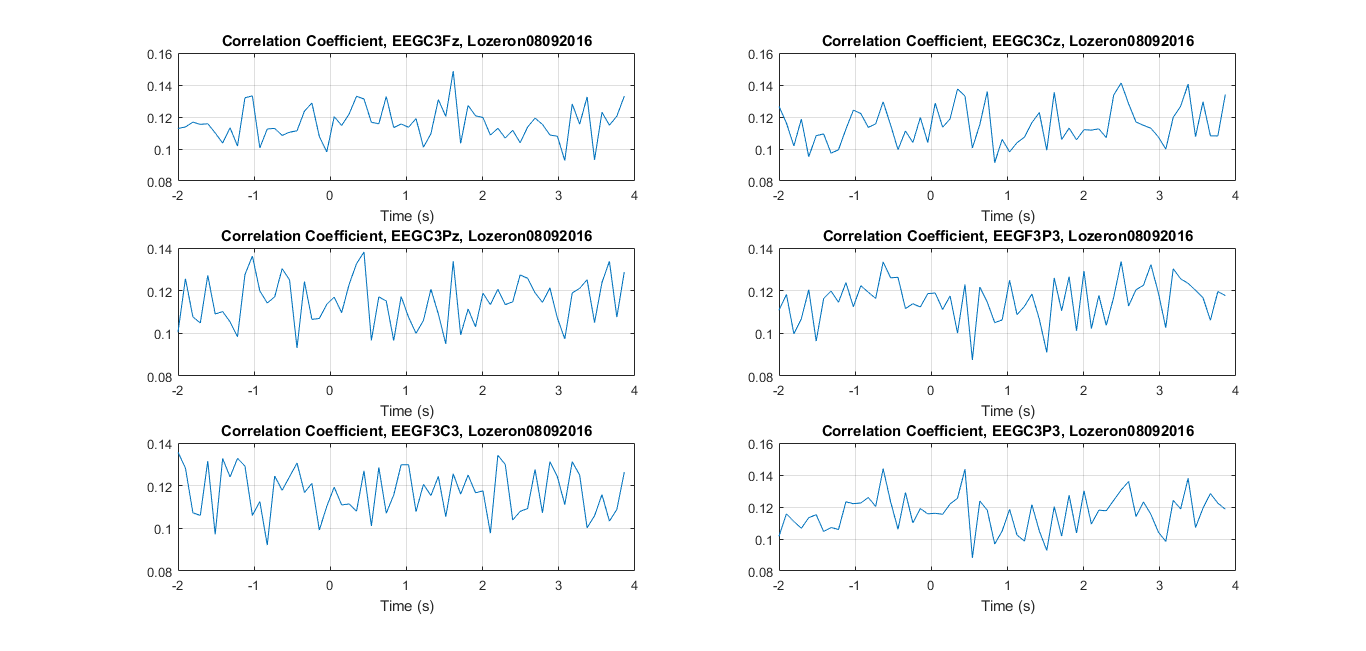 Correlation Coefficient, EEGC3Fz, Lozeron08092016
0.16
0.14
0.12
0.1
0.08
-2 -1 0 1 2 3 4
Time (s)
Correlation Coefficient, EEGC3Cz, Lozeron08092016
0.16
0.14
0.12
0.1
0.08
-2 -1 0 1 2 3 4
Time (s)
Correlation Coefficient, EEGC3Pz, Lozeron08092016
0.14
0.12
0.1
0.08
-2 -1 0 1 2 3 4
Time (s)
Correlation Coefficient, EEGF3P3, Lozeron08092016
0.14
0.12
0.1
0.08
-2 -1 0 1 2 3 4
Time (s)
Correlation Coefficient, EEGF3C3, Lozeron08092016
0.14
0.12
0.1
0.08
-2 -1 0 1 2 3 4
Time (s)
Correlation Coefficient, EEGC3P3, Lozeron08092016
0.16
0.14
0.12
0.1
0.08
-2 -1 0 1 2 3 4
Time (s)